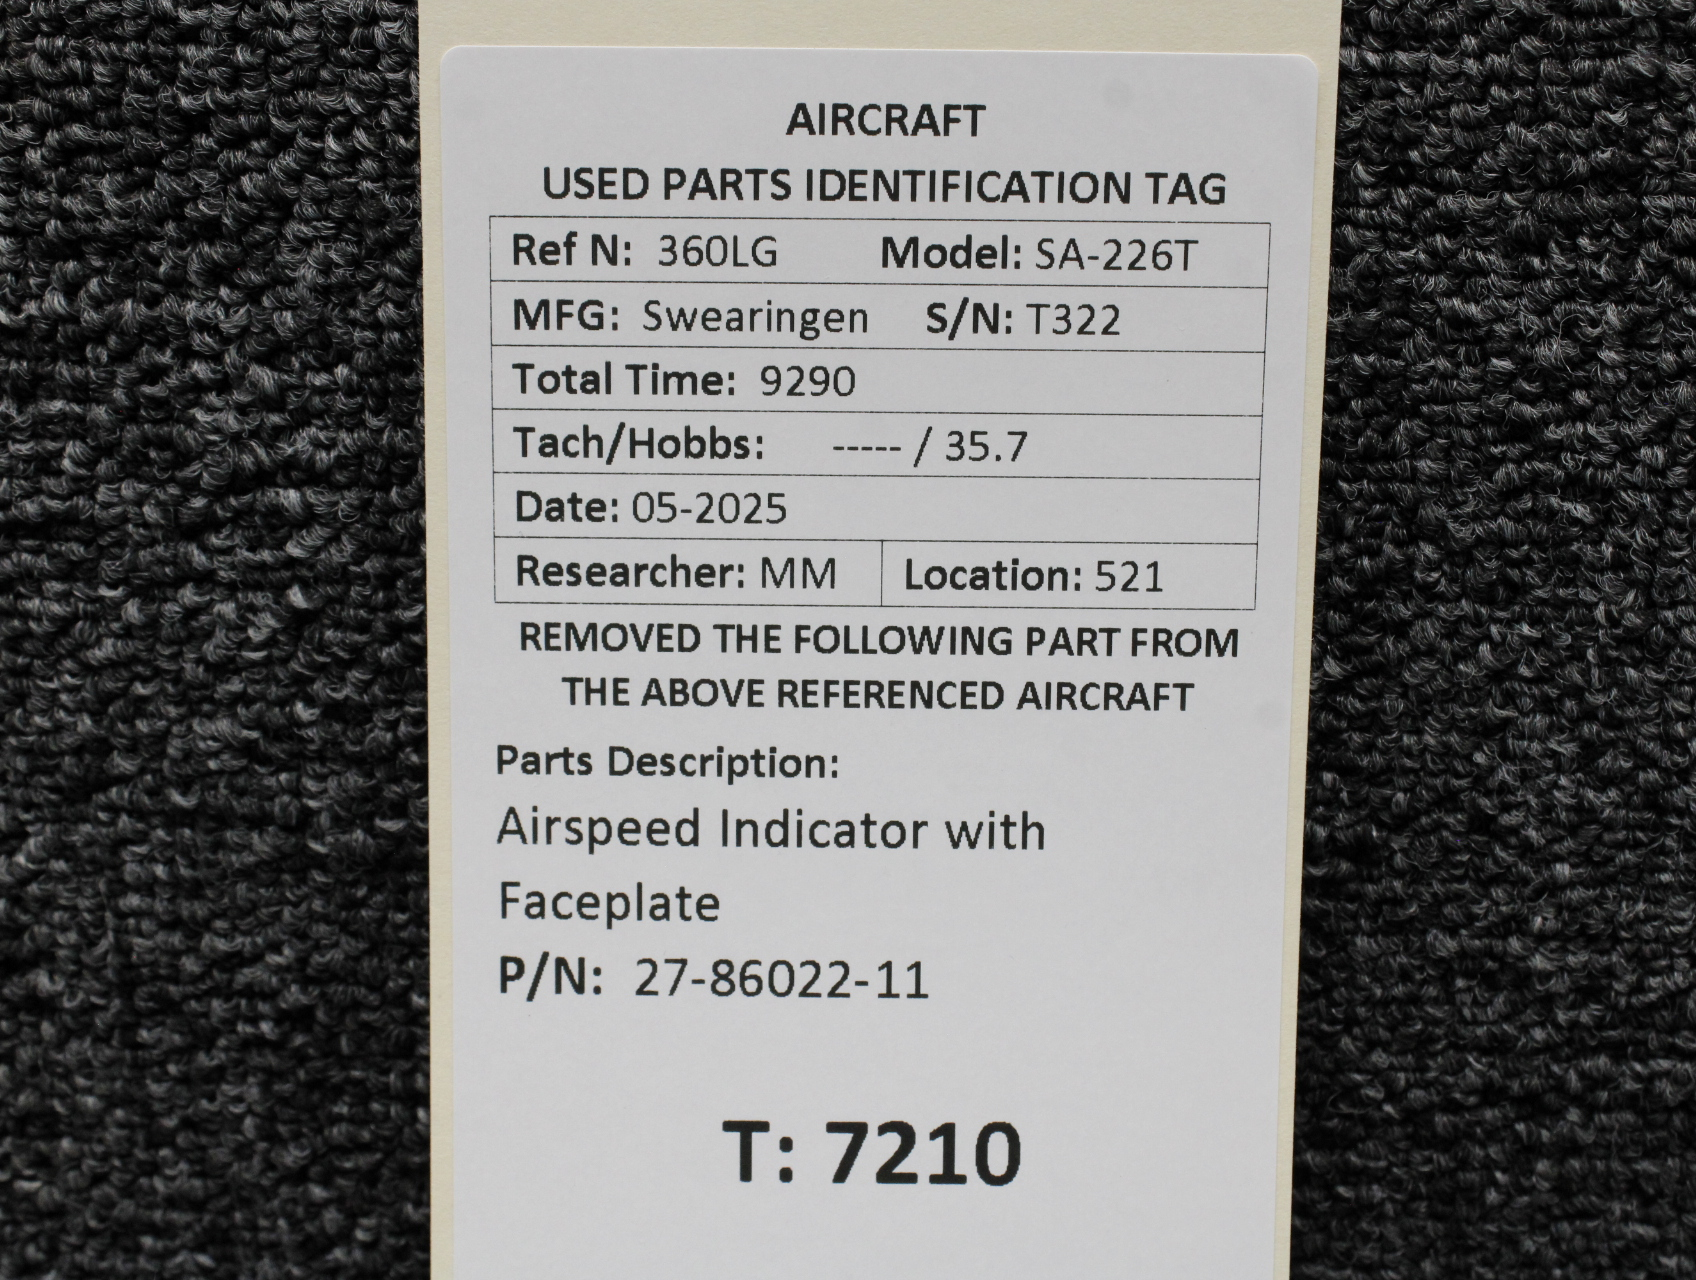 AIRCRAFT
USED PARTS IDENTIFICATION TAG
Ref N: 360LG Model: SA-226T
MFG: Swearingen S/N: T322
Total Time: 9290
Tach/Hobbs: ----- / 35.7
Date: 05-2025
Researcher: MM Location: 521
REMOVED THE FOLLOWING PART FROM
THE ABOVE REFERENCED AIRCRAFT
Parts Description:
Airspeed Indicator with
Faceplate
P/N: 27-86022-11
T: 7210